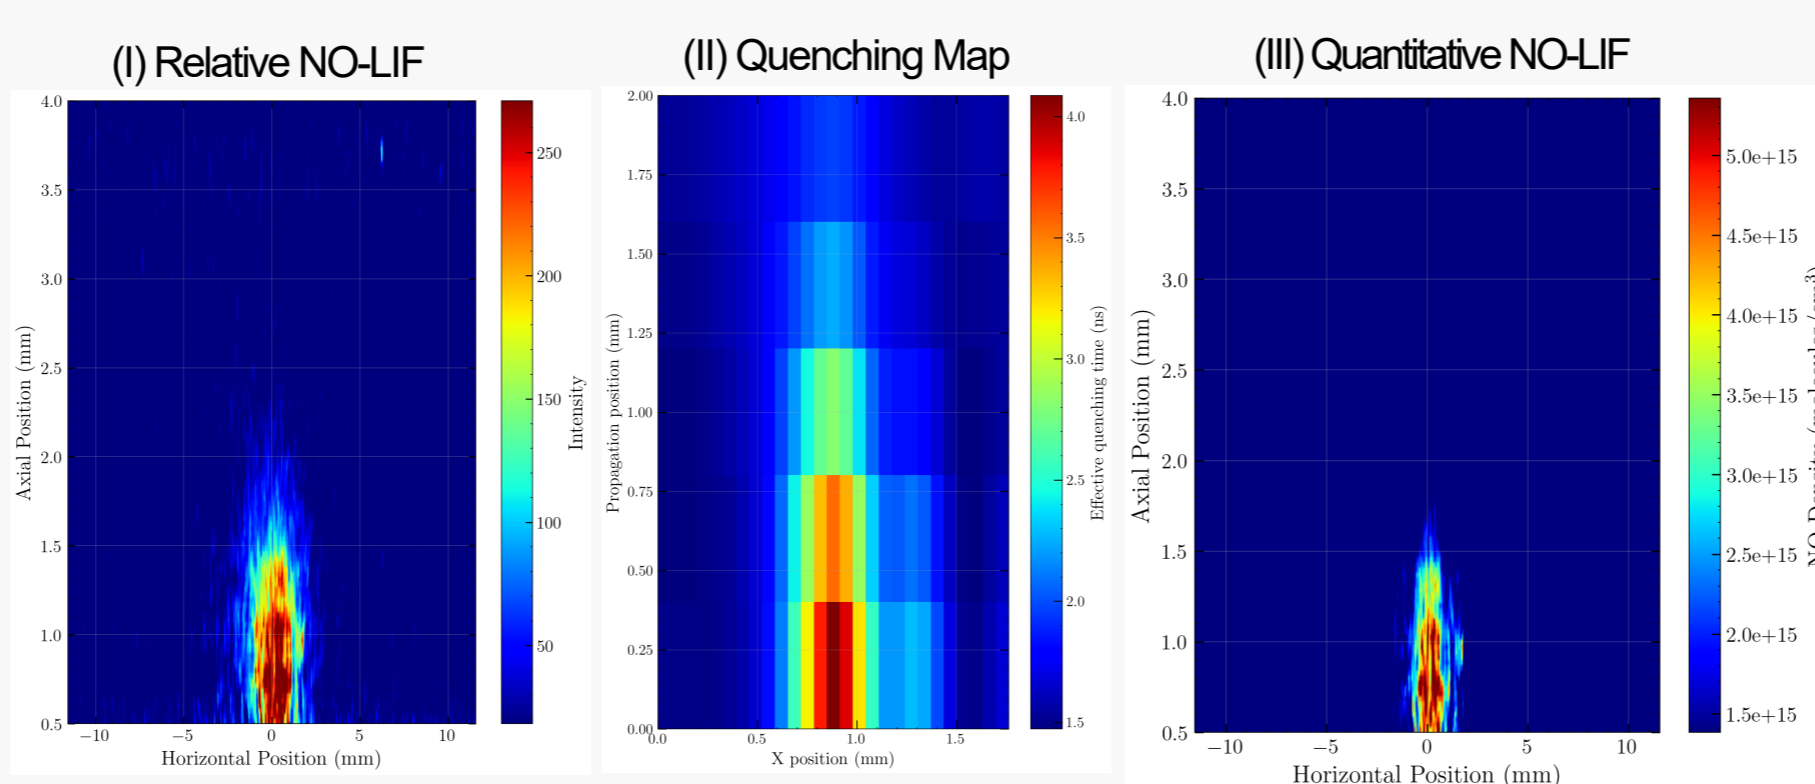 (I) Relative NO-LIF
(II) Quenching Map
(III) Quantitative NO-LIF
4.0
3.5
3.0
2.5
2.0
1.5
1.0
0.5
Axial Position (mm)
−10
−5
0
5
10
Horizontal Position (mm)
250
200
150
100
50
Intensity
2.00
1.75
1.50
1.25
1.00
0.75
0.50
0.25
0.00
Propagation position (mm)
0.0
0.5
1.0
1.5
X position (mm)
4.0
3.5
3.0
2.5
2.0
1.5
Effective quenching time (ns)
4.0
3.5
3.0
2.5
2.0
1.5
1.0
0.5
Axial Position (mm)
−10
−5
0
5
10
Horizontal Position (mm)
5.0e+15
4.5e+15
4.0e+15
3.5e+15
3.0e+15
2.5e+15
2.0e+15
1.5e+15